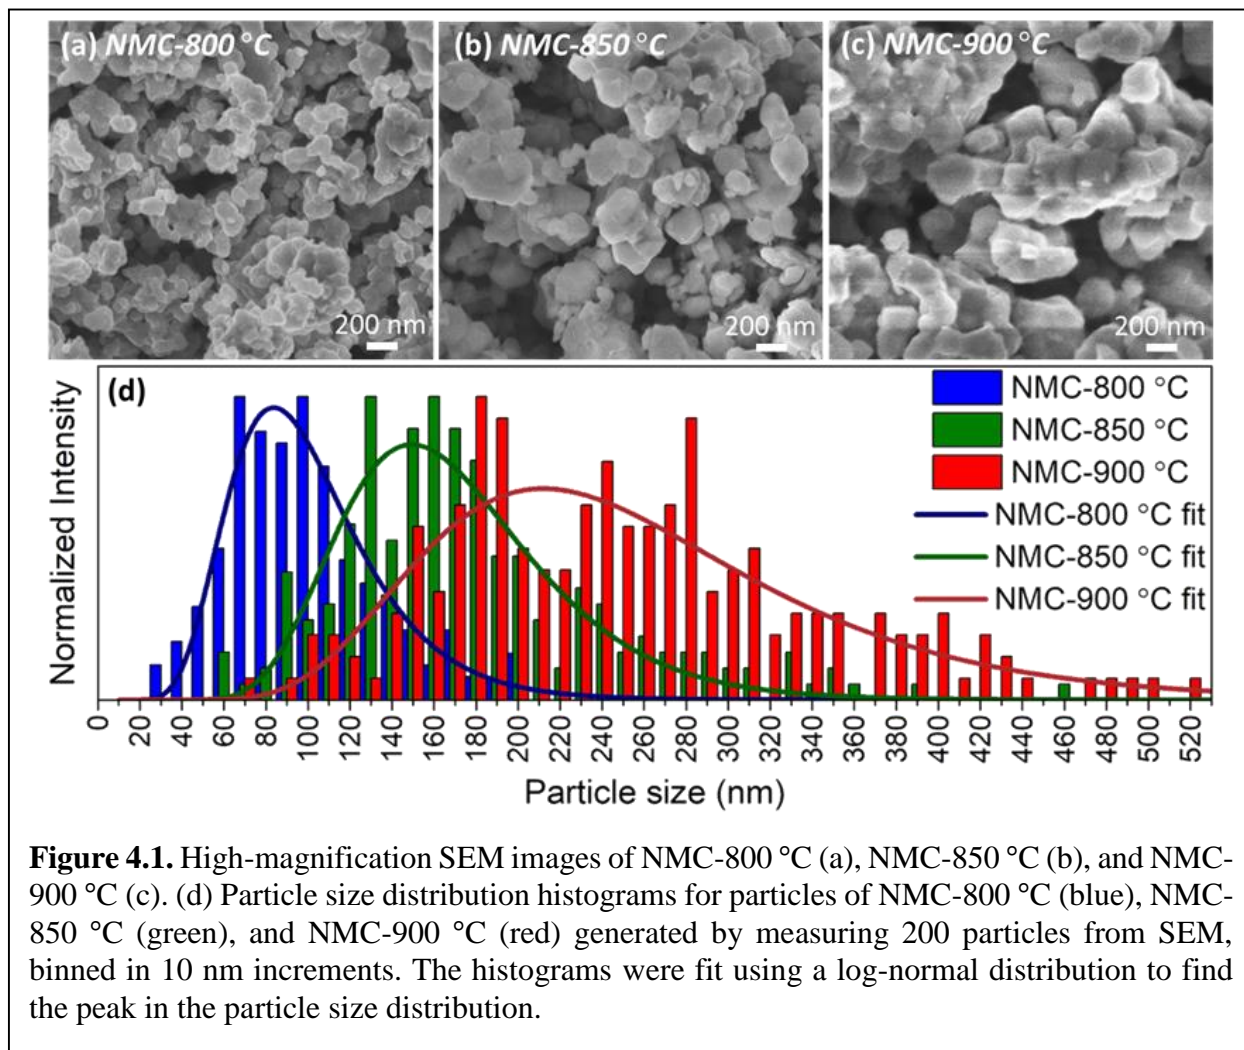 (a) NMC-800 °C
(b) NMC-850 °C
(c) NMC-900 °C
200 nm
200 nm
200 nm
(d)
NMC-800 °C
NMC-850 °C
NMC-900 °C
NMC-800 °C fit
NMC-850 °C fit
NMC-900 °C fit
Normalized Intensity
0
20
40
60
80
100
120
140
160
180
200
220
240
260
280
300
320
340
360
380
400
420
440
460
480
500
520
Particle size (nm)
Figure 4.1. High-magnification SEM images of NMC-800 °C (a), NMC-850 °C (b), and NMC-
900 °C (c). (d) Particle size distribution histograms for particles of NMC-800 °C (blue), NMC-
850 °C (green), and NMC-900 °C (red) generated by measuring 200 particles from SEM,
binned in 10 nm increments. The histograms were fit using a log-normal distribution to find
the peak in the particle size distribution.